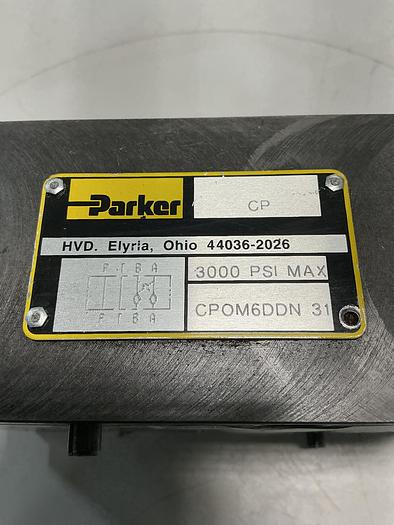 Parker
CP
HVD. Elyria, Ohio 44036-2026
P T B A
3000 PSI MAX
CPOM6DDN 31
P T B A